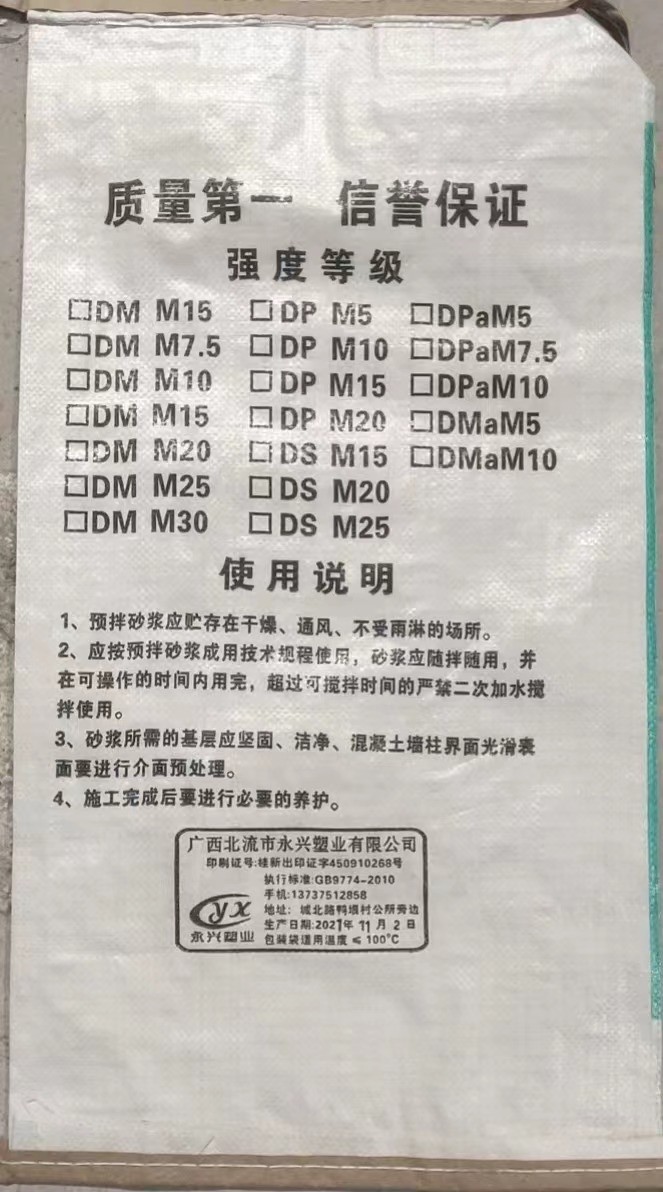 质量第一 信誉保证
强度等级
□DM M15 □DP M5 □DPaM5
□DM M7.5 □DP M10 □DPaM7.5
□DM M10 □DP M15 □DPaM10
□DM M15 □DP M20 □DMaM5
□DM M20 □DS M15 □DMaM10
□DM M25 □DS M20
□DM M30 □DS M25
使用说明
1、预拌砂浆应贮存在干燥、通风、不受雨淋的场所。
2、应按预拌砂浆成用技术规程使用，砂浆应随拌随用，并
在可操作的时间内用完，超过可搅拌时间的严禁二次加水搅
拌使用。
3、砂浆所需的基层应坚固、洁净、混凝土墙柱界面光滑表
面要进行介面预处理。
4、施工完成后要进行必要的养护。
广西北流市永兴塑业有限公司
印刷证号:桂新出印证字450910268号
执行标准:GB9774-2010
手机:13737512858
地址：城北路鸭埌村公所旁边
生产日期:2021年 11 月 2 日
包装袋适用温度≤100℃
yx
永兴塑业